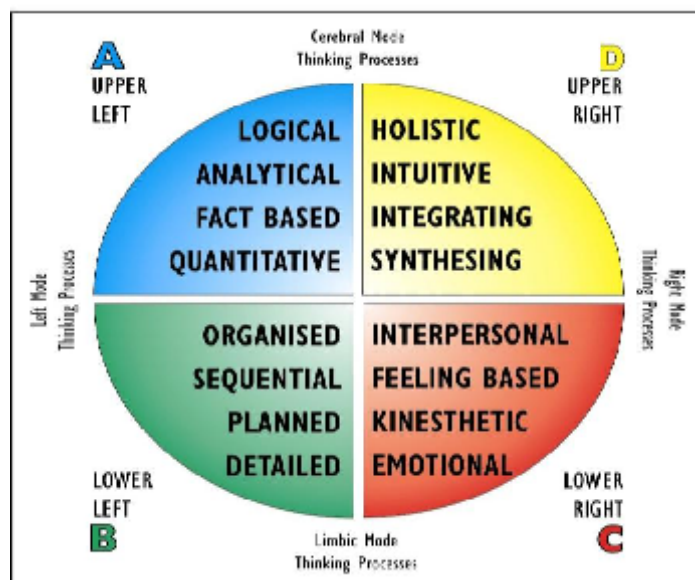 Cerebral Mode
Thinking Processes
A
UPPER
LEFT
D
UPPER
RIGHT
LOGICAL
ANALYTICAL
FACT BASED
QUANTITATIVE
HOLISTIC
INTUITIVE
INTEGRATING
SYNTHESING
Left Mode
Thinking Processes
Right Mode
Thinking Processes
ORGANISED
SEQUENTIAL
PLANNED
DETAILED
INTERPERSONAL
FEELING BASED
KINESTHETIC
EMOTIONAL
LOWER
LEFT
B
LOWER
RIGHT
C
Limbic Mode
Thinking Processes